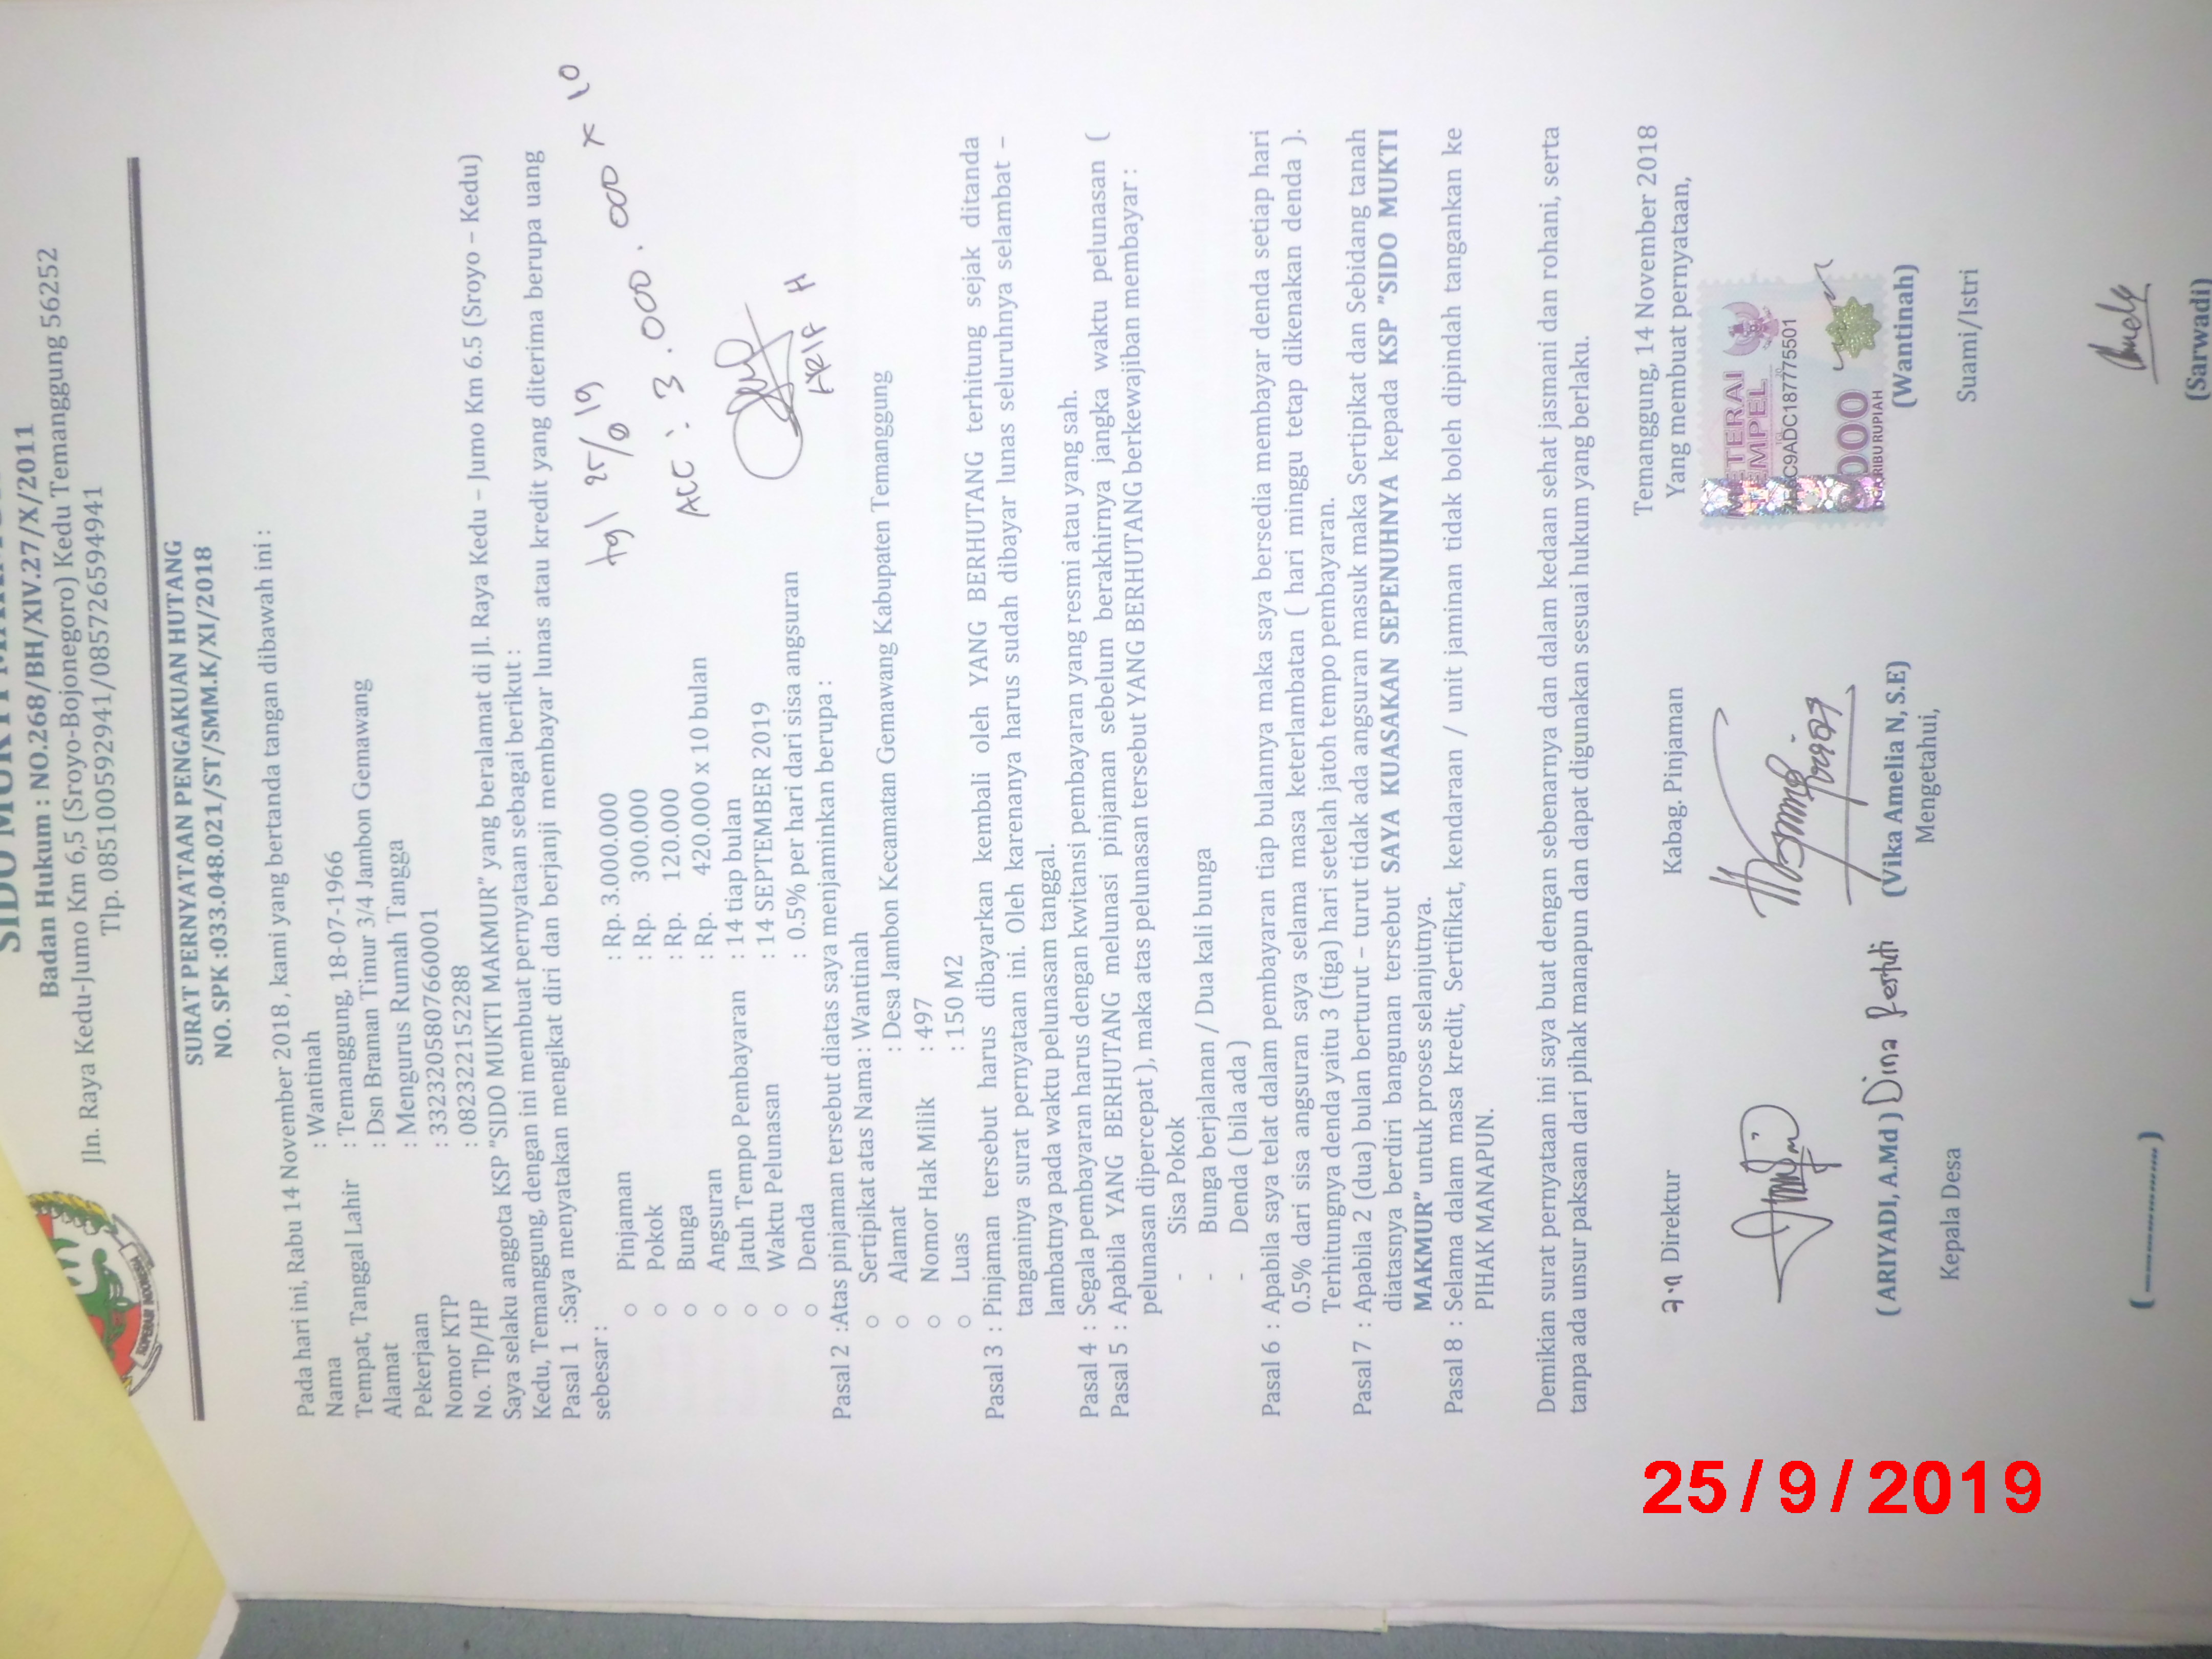 Badan Hukum : NO.268/BH/XIV.27/X/2011
Jln. Raya Kedu-Jumo Km 6,5 (Sroyo-Bojonegoro) Kedu Temanggung 56252
Tlp. 085100592941/085726594941
SURAT PERNYATAAN PENGAKUAN HUTANG
NO. SPK :033.048.021/ST/SMM.K/XI/2018
Pada hari ini, Rabu 14 November 2018 , kami yang bertanda tangan dibawah ini :
Nama : Wantinah
Tempat, Tanggal Lahir : Temanggung, 18-07-1966
Alamat : Dsn Braman Timur 3/4 Jambon Gemawang
Pekerjaan : Mengurus Rumah Tangga
Nomor KTP : 3323205807660001
No. Tlp/HP : 082322152288
Saya selaku anggota KSP "SIDO MUKTI MAKMUR" yang beralamat di Jl. Raya Kedu – Jumo Km 6.5 (Sroyo – Kedu)
Kedu, Temanggung, dengan ini membuat pernyataan sebagai berikut :
Pasal 1 :Saya menyatakan mengikat diri dan berjanji membayar lunas atau kredit yang diterima berupa uang
sebesar :
○ Pinjaman : Rp. 3.000.000
○ Pokok : Rp. 300.000
○ Bunga : Rp. 120.000
○ Angsuran : Rp. 420.000 x 10 bulan
○ Jatuh Tempo Pembayaran : 14 tiap bulan
○ Waktu Pelunasan : 14 SEPTEMBER 2019
○ Denda : 0.5% per hari dari sisa angsuran
tgl 25/9 19
ACC : 3.000.000 x 10
ARIF H
Pasal 2 :Atas pinjaman tersebut diatas saya menjaminkan berupa :
○ Sertipikat atas Nama : Wantinah
○ Alamat : Desa Jambon Kecamatan Gemawang Kabupaten Temanggung
○ Nomor Hak Milik : 497
○ Luas : 150 M2
Pasal 3 : Pinjaman tersebut harus dibayarkan kembali oleh YANG BERHUTANG terhitung sejak ditanda
tanganinya surat pernyataan ini. Oleh karenanya harus sudah dibayar lunas seluruhnya selambat –
lambatnya pada waktu pelunasam tanggal.
Pasal 4 : Segala pembayaran harus dengan kwitansi pembayaran yang resmi atau yang sah.
Pasal 5 : Apabila YANG BERHUTANG melunasi pinjaman sebelum berakhirnya jangka waktu pelunasan (
pelunasan dipercepat ), maka atas pelunasan tersebut YANG BERHUTANG berkewajiban membayar :
- Sisa Pokok
- Bunga berjalanan / Dua kali bunga
- Denda ( bila ada )
Pasal 6 : Apabila saya telat dalam pembayaran tiap bulannya maka saya bersedia membayar denda setiap hari
0.5% dari sisa angsuran saya selama masa keterlambatan ( hari minggu tetap dikenakan denda ).
Terhitungnya denda yaitu 3 (tiga) hari setelah jatoh tempo pembayaran.
Pasal 7 : Apabila 2 (dua) bulan berturut – turut tidak ada angsuran masuk maka Sertipikat dan Sebidang tanah
diatasnya berdiri bangunan tersebut SAYA KUASAKAN SEPENUHNYA kepada KSP "SIDO MUKTI
MAKMUR" untuk proses selanjutnya.
Pasal 8 : Selama dalam masa kredit, Sertifikat, kendaraan / unit jaminan tidak boleh dipindah tangankan ke
PIHAK MANAPUN.
Demikian surat pernyataan ini saya buat dengan sebenarnya dan dalam kedaan sehat jasmani dan rohani, serta
tanpa ada unsur paksaan dari pihak manapun dan dapat digunakan sesuai hukum yang berlaku.
Temanggung, 14 November 2018
a.n Direktur Kabag. Pinjaman Yang membuat pernyataan,
METERAI
TEMPEL
C9ADC187775501
000
RIBU RUPIAH
( ARIYADI, A.Md ) Dina (Vika Amelia N, S.E) (Wantinah)
Mengetahui,
Kepala Desa Suami/Istri
(..................) (Sarwadi)
KOPERASI INDONESIA
25/9/2019